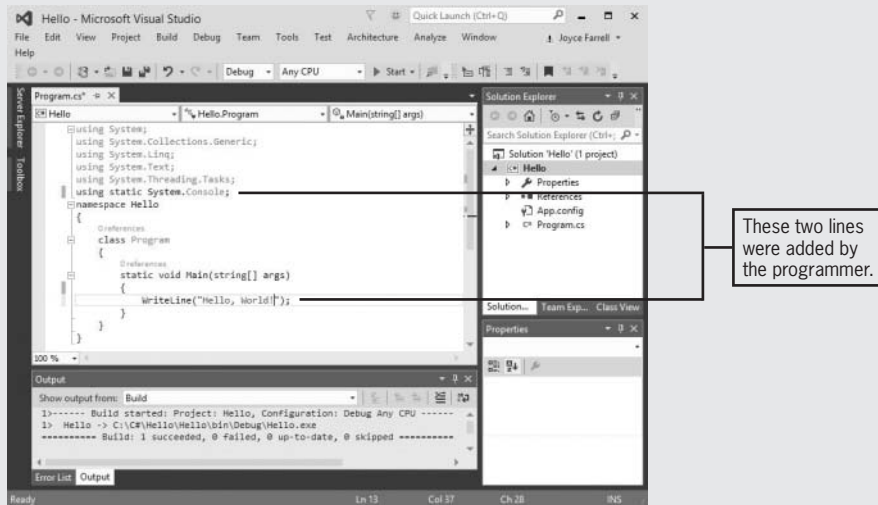 Hello - Microsoft Visual Studio
Quick Launch (Ctrl+Q)
File Edit View Project Build Debug Team Tools Test Architecture Analyze Window
Joyce Farrell
Help
Debug
Any CPU
Start
Server Explorer
Toolbox
Program.cs*
Hello
Hello.Program
Main(string[] args)
using System;
using System.Collections.Generic;
using System.Linq;
using System.Text;
using System.Threading.Tasks;
using static System.Console;
namespace Hello
{
0 references
class Program
{
0 references
static void Main(string[] args)
{
WriteLine("Hello, World!");
}
}
}
100 %
Output
Show output from: Build
1>------ Build started: Project: Hello, Configuration: Debug Any CPU ------
1> Hello -> C:\C#\Hello\Hello\bin\Debug\Hello.exe
========== Build: 1 succeeded, 0 failed, 0 up-to-date, 0 skipped ==========
Error List Output
Solution Explorer
Search Solution Explorer (Ctrl+;
Solution 'Hello' (1 project)
C# Hello
Properties
References
App.config
C# Program.cs
Solution... Team Exp... Class View
Properties
Ready
Ln 13
Col 37
Ch 28
INS
These two lines
were added by
the programmer.